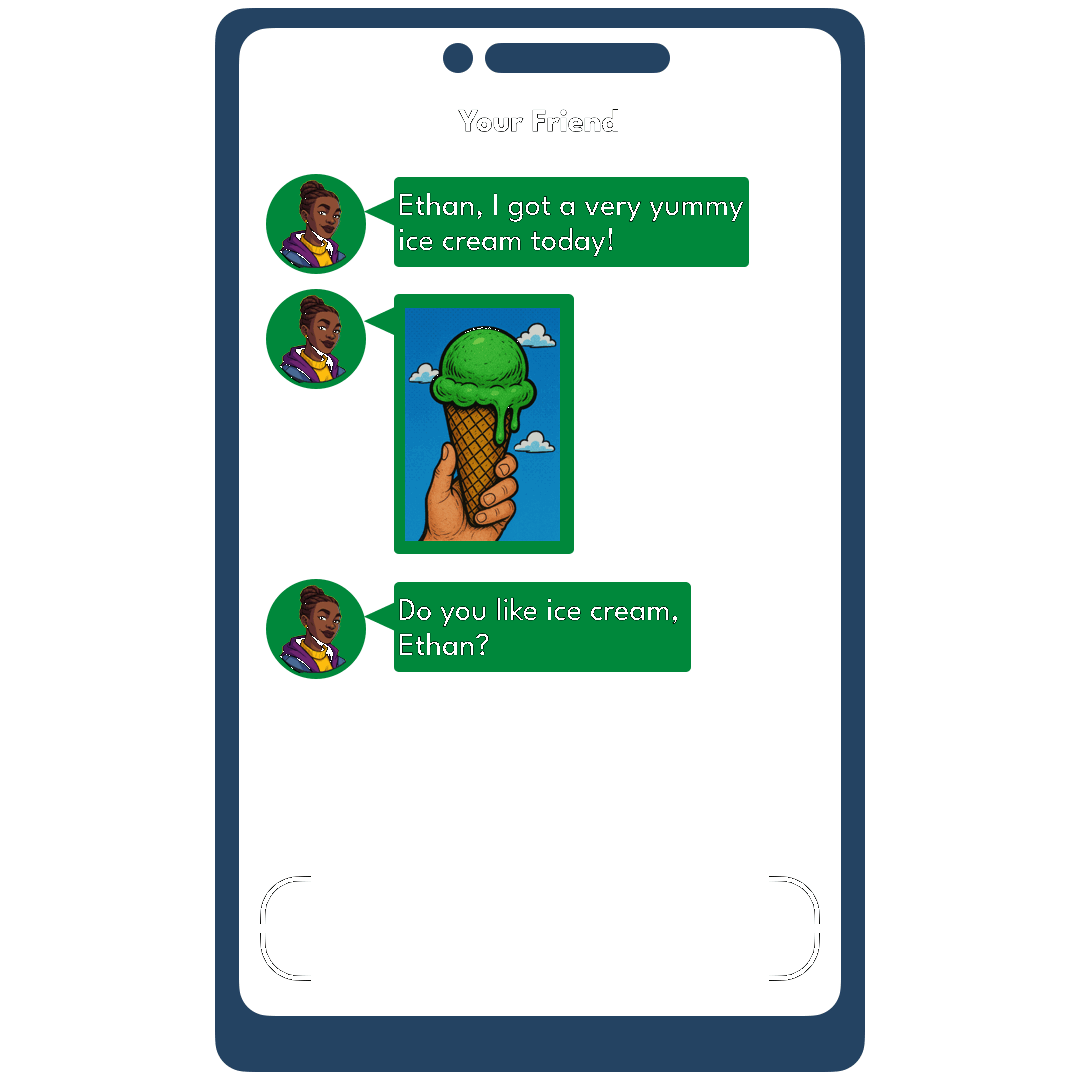 Your Friend
Ethan, I got a very yummy
ice cream today!
Do you like ice cream,
Ethan?